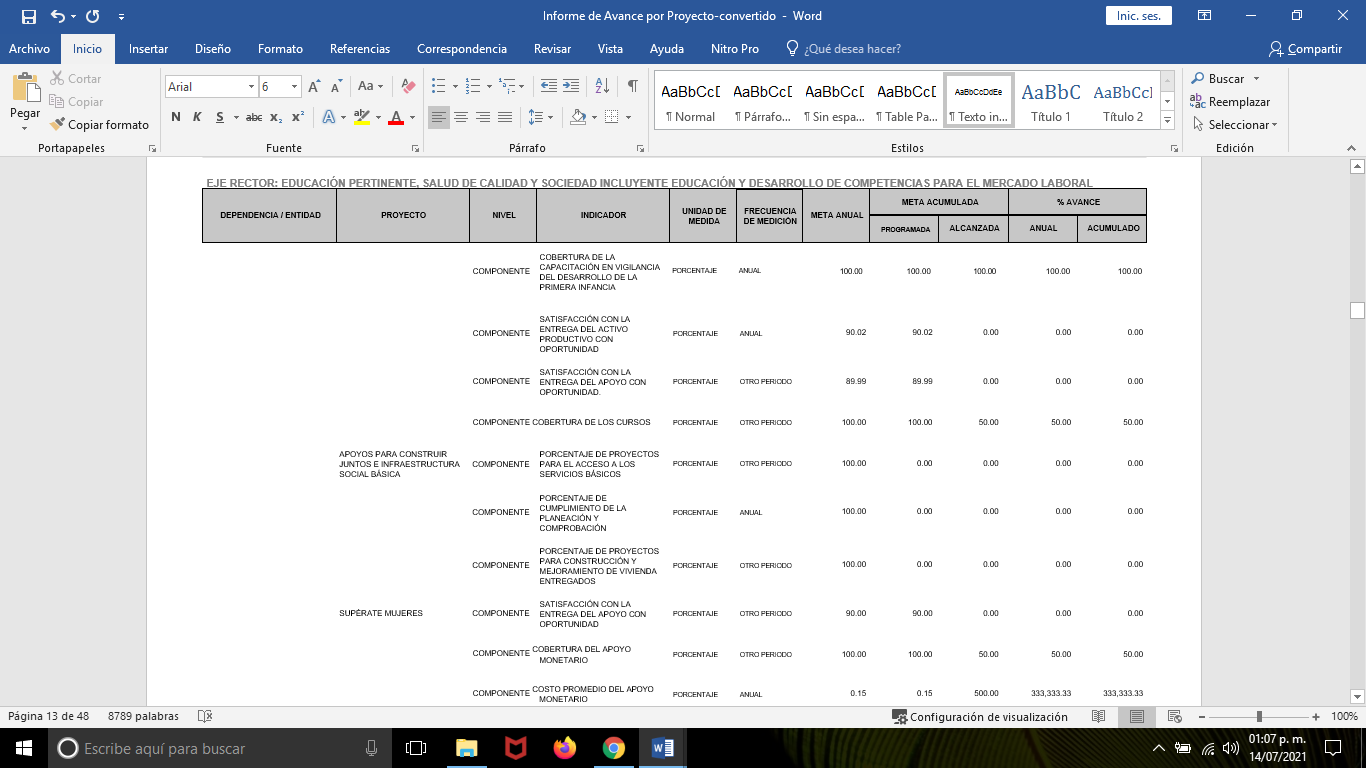 Informe de Avance por Proyecto-convertido - Word
Inic. ses.
Archivo Inicio Insertar Diseño Formato Referencias Correspondencia Revisar Vista Ayuda Nitro Pro ¿Qué desea hacer? Compartir
Pegar
Cortar
Copiar
Copiar formato
Portapapeles
Arial 6
Aa
N K S abc x₂ x²
A A
Fuente
Párrafo
AaBbCcD AaBbCcD AaBbCcD AaBbCcD AaBbCcDdEe AaBbC AaBbCcD
¶ Normal ¶ Párrafo... ¶ Sin espa... ¶ Table Pa... ¶ Texto in... Título 1 Título 2
Estilos
Buscar
Reemplazar
Seleccionar
Edición
EJE RECTOR: EDUCACIÓN PERTINENTE, SALUD DE CALIDAD Y SOCIEDAD INCLUYENTE EDUCACIÓN Y DESARROLLO DE COMPETENCIAS PARA EL MERCADO LABORAL
DEPENDENCIA / ENTIDAD PROYECTO NIVEL INDICADOR UNIDAD DE MEDIDA FRECUENCIA DE MEDICIÓN META ANUAL META ACUMULADA % AVANCE
PROGRAMADA ALCANZADA ANUAL ACUMULADO
COBERTURA DE LA
CAPACITACIÓN EN VIGILANCIA
DEL DESARROLLO DE LA
PRIMERA INFANCIA
COMPONENTE PORCENTAJE ANUAL 100.00 100.00 100.00 100.00 100.00
SATISFACCIÓN CON LA
ENTREGA DEL ACTIVO
PRODUCTIVO CON
OPORTUNIDAD
COMPONENTE PORCENTAJE ANUAL 90.02 90.02 0.00 0.00 0.00
SATISFACCIÓN CON LA
ENTREGA DEL APOYO CON
OPORTUNIDAD.
COMPONENTE PORCENTAJE OTRO PERIODO 89.99 89.99 0.00 0.00 0.00
COMPONENTE COBERTURA DE LOS CURSOS PORCENTAJE OTRO PERIODO 100.00 100.00 50.00 50.00 50.00
APOYOS PARA CONSTRUIR
JUNTOS E INFRAESTRUCTURA
SOCIAL BÁSICA
COMPONENTE
PORCENTAJE DE PROYECTOS
PARA EL ACCESO A LOS
SERVICIOS BÁSICOS
PORCENTAJE OTRO PERIODO 100.00 0.00 0.00 0.00 0.00
PORCENTAJE DE
CUMPLIMIENTO DE LA
PLANEACIÓN Y
COMPROBACIÓN
COMPONENTE PORCENTAJE ANUAL 100.00 0.00 0.00 0.00 0.00
PORCENTAJE DE PROYECTOS
PARA CONSTRUCCIÓN Y
MEJORAMIENTO DE VIVIENDA
ENTREGADOS
COMPONENTE PORCENTAJE OTRO PERIODO 100.00 0.00 0.00 0.00 0.00
SUPÉRATE MUJERES COMPONENTE
SATISFACCIÓN CON LA
ENTREGA DEL APOYO CON
OPORTUNIDAD
PORCENTAJE OTRO PERIODO 90.00 90.00 0.00 0.00 0.00
COMPONENTE COBERTURA DEL APOYO
MONETARIO
PORCENTAJE OTRO PERIODO 100.00 100.00 50.00 50.00 50.00
COMPONENTE COSTO PROMEDIO DEL APOYO
MONETARIO
PORCENTAJE ANUAL 0.15 0.15 500.00 333,333.33 333,333.33
Página 13 de 48 8789 palabras Configuración de visualización 100%
Escribe aquí para buscar
01:07 p. m.
14/07/2021